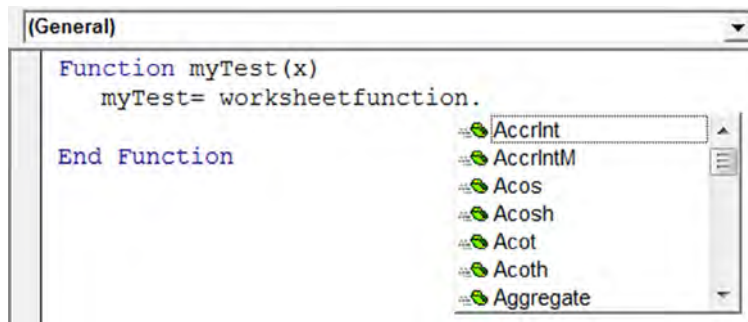 (General)
Function myTest(x)
myTest= worksheetfunction.
AccrInt
AccrIntM
End Function
Acos
Acosh
Acot
Acoth
Aggregate